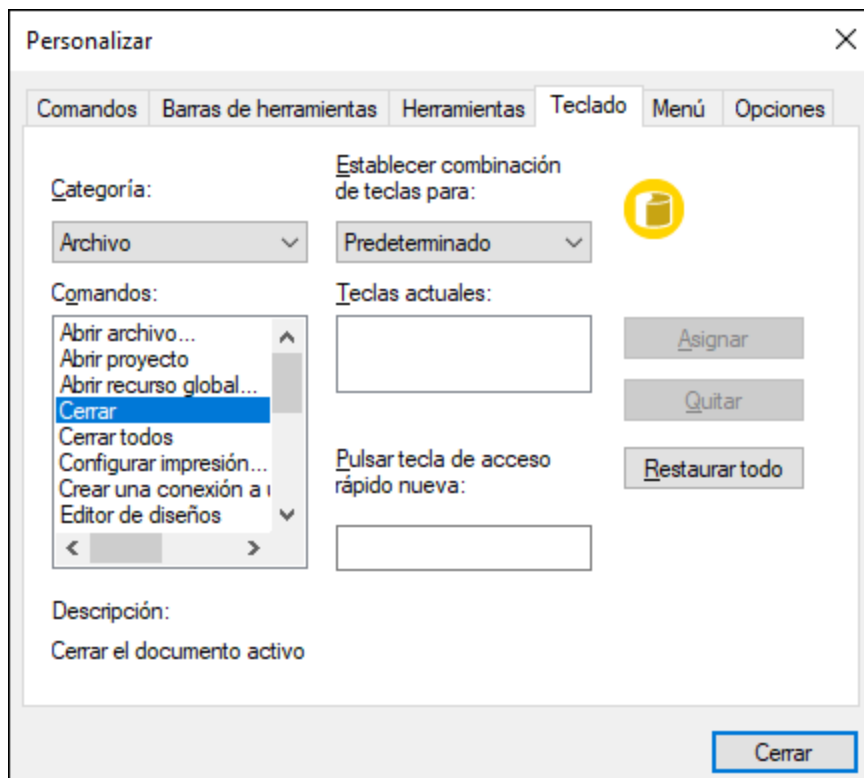 Personalizar
Comandos
Barras de herramientas
Herramientas
Teclado
Menú
Opciones
Categoría:
Archivo
Establecer combinación
de teclas para:
Predeterminado
Comandos:
Abrir archivo...
Abrir proyecto
Abrir recurso global...
Cerrar
Cerrar todos
Configurar impresión...
Crear una conexión a
Editor de diseños
Teclas actuales:
Pulsar tecla de acceso
rápido nueva:
Asignar
Quitar
Restaurar todo
Descripción:
Cerrar el documento activo
Cerrar